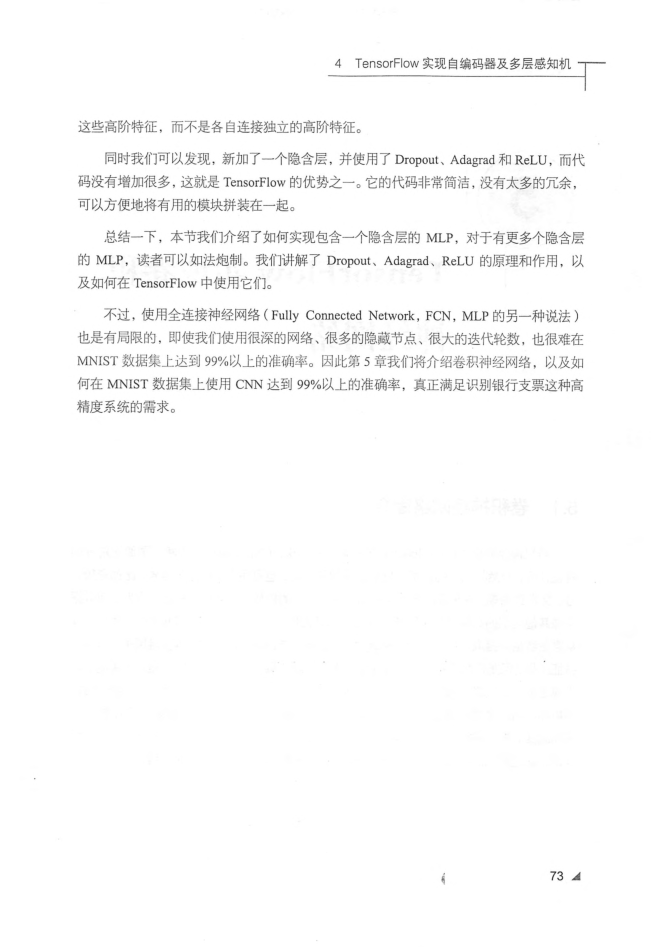 4 TensorFlow 实现自编码器及多层感知机
这些高阶特征，而不是各自连接独立的高阶特征。
同时我们可以发现，新加了一个隐含层，并使用了 Dropout、Adagrad 和 ReLU，而代
码没有增加很多，这就是 TensorFlow 的优势之一。它的代码非常简洁，没有太多的冗余，
可以方便地将有用的模块拼装在一起。
总结一下，本节我们介绍了如何实现包含一个隐含层的 MLP，对于有更多个隐含层
的 MLP，读者可以如法炮制。我们讲解了 Dropout、Adagrad、ReLU 的原理和作用，以
及如何在 TensorFlow 中使用它们。
不过，使用全连接神经网络（Fully Connected Network，FCN，MLP 的另一种说法）
也是有局限的，即使我们使用很深的网络、很多的隐藏节点、很大的迭代轮数，也很难在
MNIST 数据集上达到 99%以上的准确率。因此第 5 章我们将介绍卷积神经网络，以及如
何在 MNIST 数据集上使用 CNN 达到 99%以上的准确率，真正满足识别银行支票这种高
精度系统的需求。
73